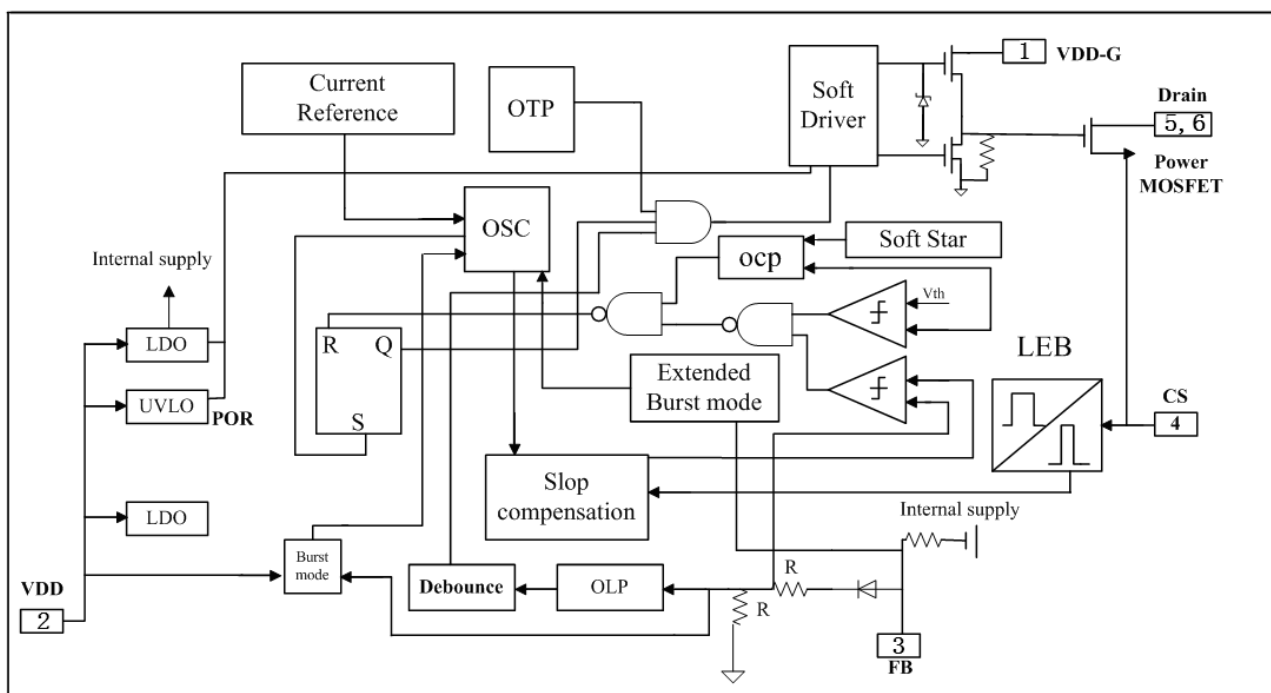 1
VDD-G
Current
Reference
OTP
Soft
Driver
Drain
5, 6
Power
MOSFET
OSC
Soft Star
ocp
Internal supply
Vth
LDO
R
Q
LEB
Extended
Burst mode
UVLO
POR
S
CS
4
Slop
compensation
LDO
Internal supply
Burst
mode
VDD
2
Debounce
OLP
R
R
3
FB